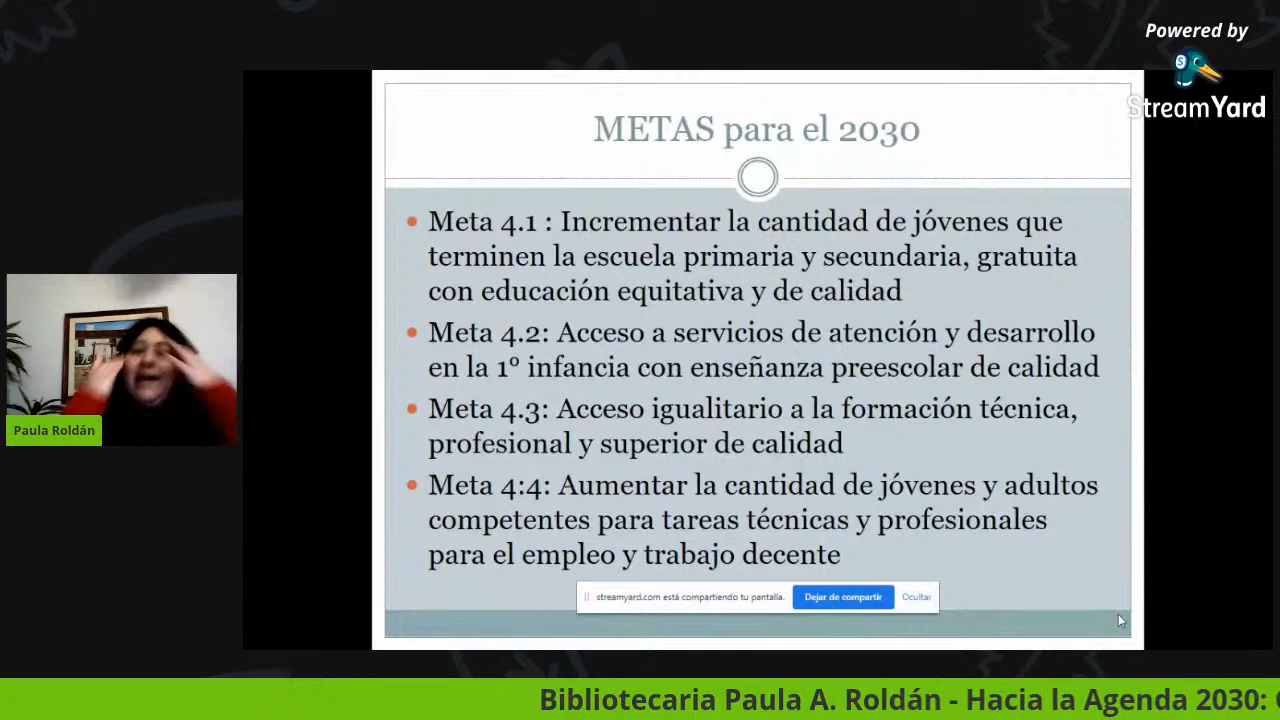 Powered by
StreamYard
METAS para el 2030
Meta 4.1 : Incrementar la cantidad de jóvenes que
terminen la escuela primaria y secundaria, gratuita
con educación equitativa y de calidad
Meta 4.2: Acceso a servicios de atención y desarrollo
en la 1º infancia con enseñanza preescolar de calidad
Meta 4.3: Acceso igualitario a la formación técnica,
profesional y superior de calidad
Meta 4:4: Aumentar la cantidad de jóvenes y adultos
competentes para tareas técnicas y profesionales
para el empleo y trabajo decente
streamyard.com está compartiendo tu pantalla. Dejar de compartir Ocultar
Paula Roldán
Bibliotecaria Paula A. Roldán - Hacia la Agenda 2030: